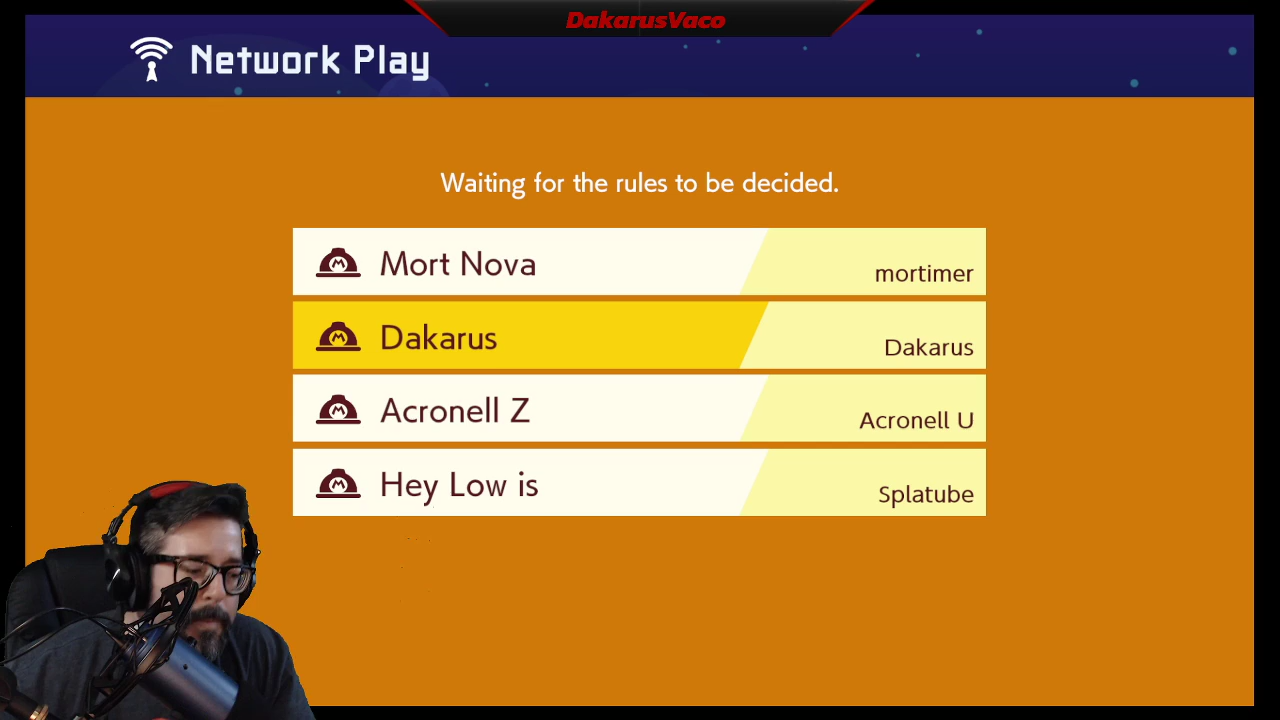 DakarusVaco
Network Play
Waiting for the rules to be decided.
Mort Nova
mortimer
Dakarus
Dakarus
Acronell Z
Acronell U
Hey Low is
Splatube